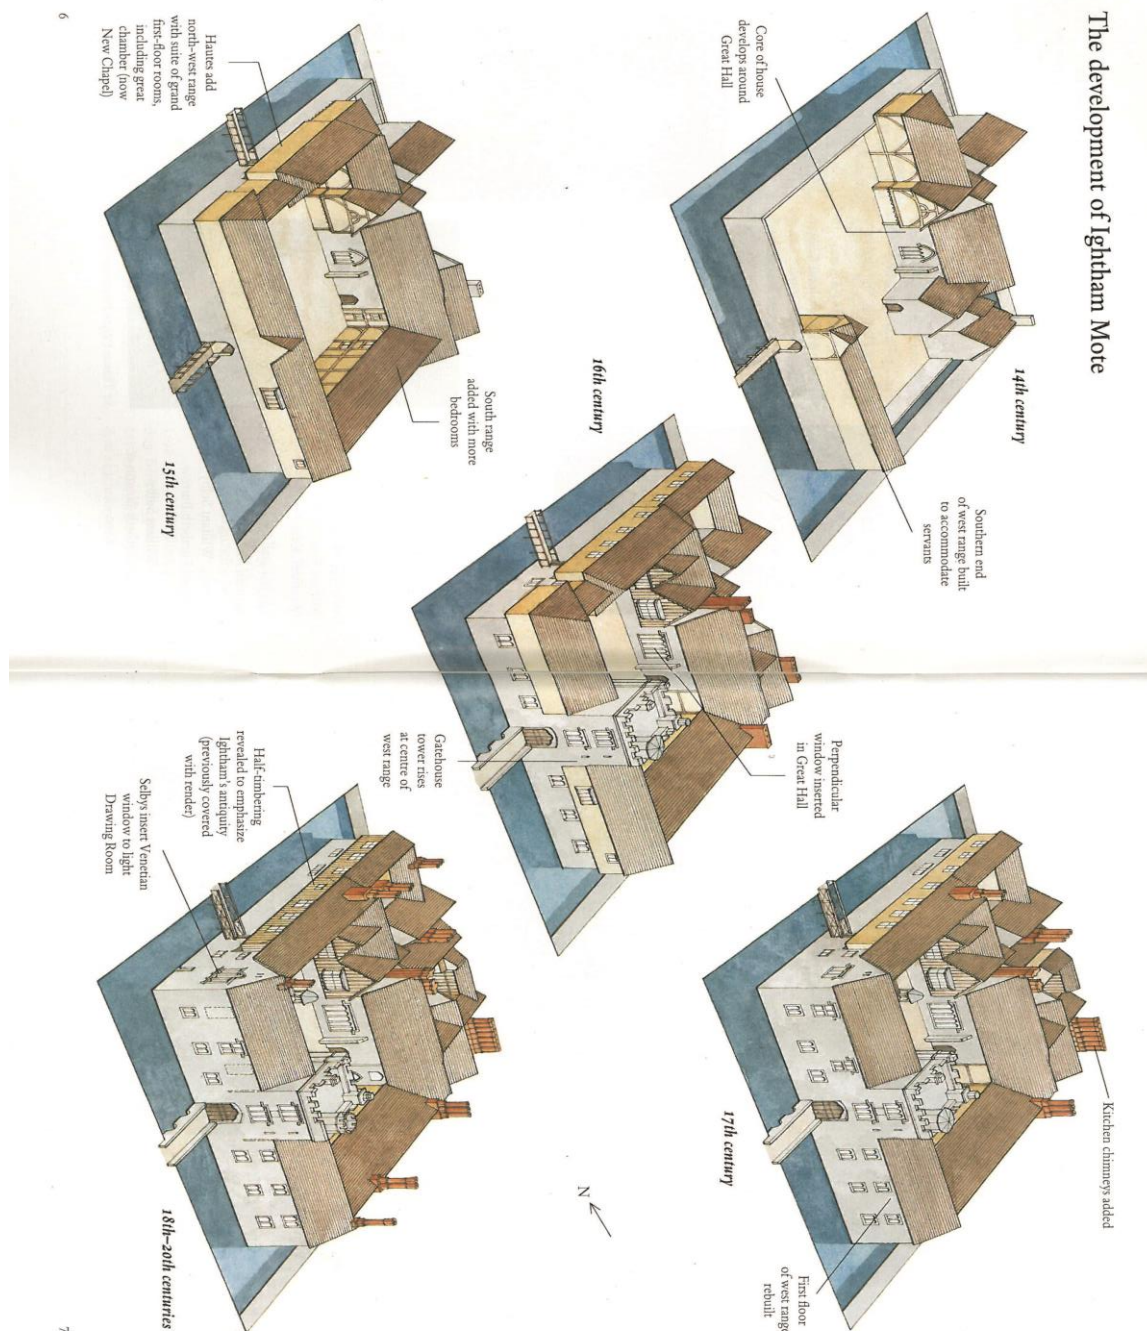 The development of Ightham Mote
Core of house
develops around
Great Hall
14th century
Southern end
of west range built
to accommodate
servants
Hautes add
north-west range
with suite of grand
first-floor rooms,
including great
chamber (now
New Chapel)
South range
added with more
bedrooms
15th century
16th century
Perpendicular
window inserted
in Great Hall
Gatehouse
tower rises
at centre of
west range
Kitchen chimneys added
17th century
First floor
of west range
rebuilt
Half-timbering
revealed to emphasize
Ightham's antiquity
(previously covered
with render)
Selbys insert Venetian
window to light
Drawing Room
18th–20th centuries
N
6
7